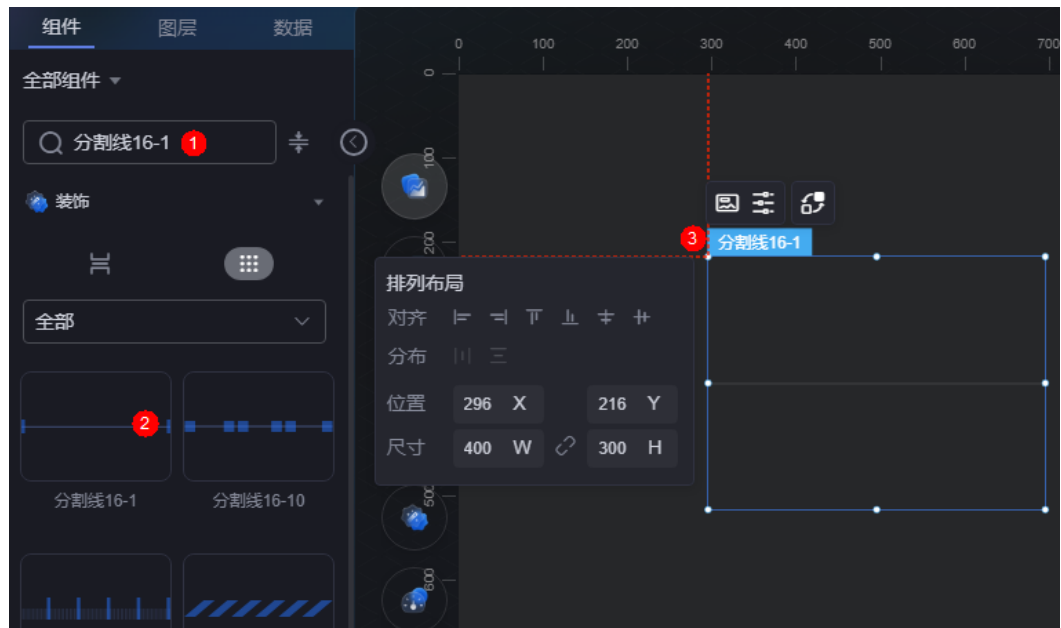 组件 图层 数据
全部组件
分割线16-1 1
装饰
全部
2
分割线16-1 分割线16-10
0 100 200 300 400 500 600 700
0
100
200
500
600
3 分割线16-1
排列布局
对齐
分布
位置 296 X 216 Y
尺寸 400 W 300 H